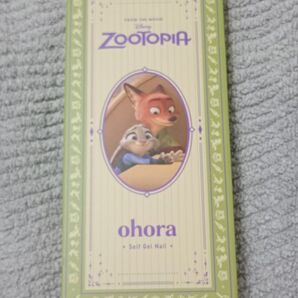 FROM THE MOVIE
Disney
ZOOTOPIA
ohora
• Self Gel Nail •